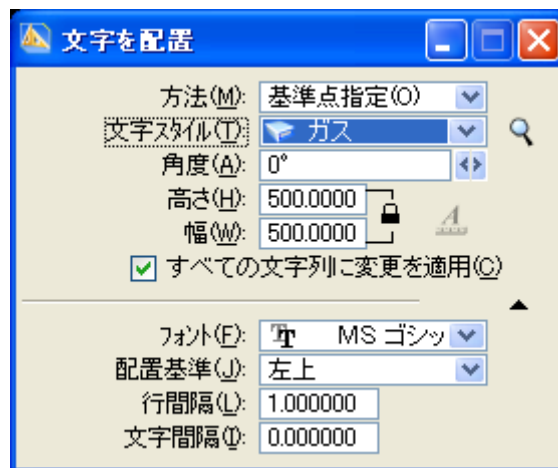 文字を配置
方法(M): 基準点指定(O)
文字スタイル(T): ガス
角度(A): 0°
高さ(H): 500.0000
幅(W): 500.0000
すべての文字列に変更を適用(C)
フォント(F): MS ゴシッ
配置基準(J): 左上
行間隔(L): 1.000000
文字間隔(I): 0.000000